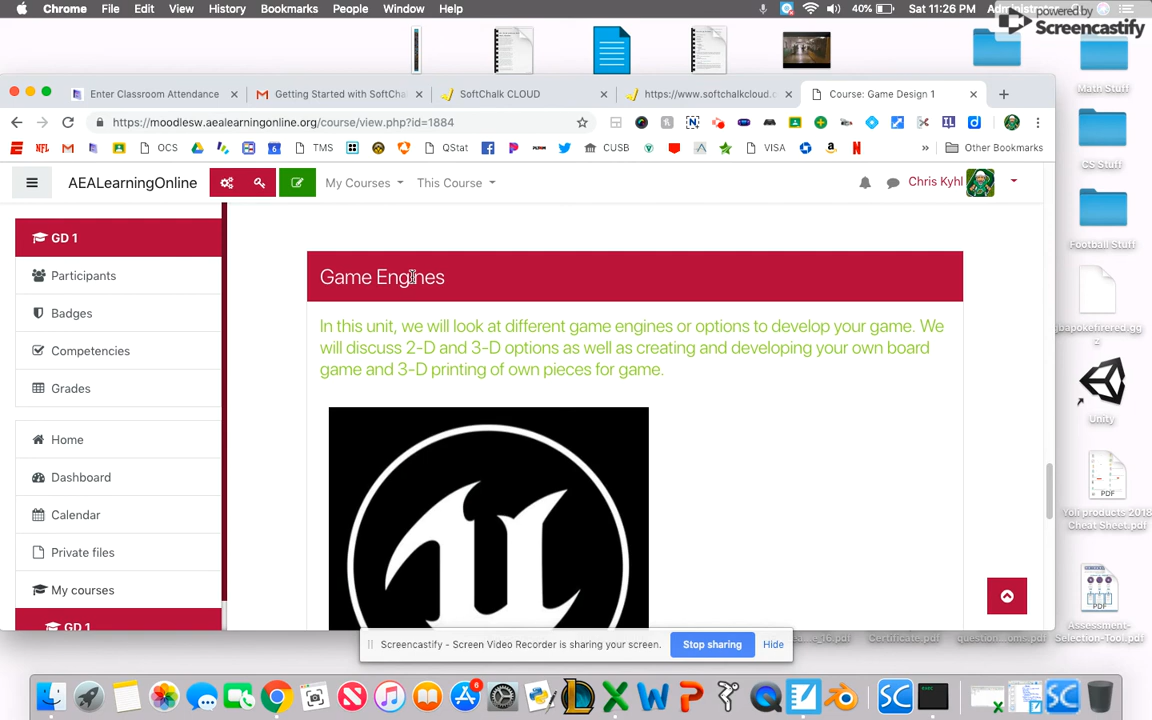 Chrome File Edit View History Bookmarks People Window Help
40% Sat 11:26 PM
powered by
Screencastify
Enter Classroom Attendance
Getting Started with SoftCha
SoftChalk CLOUD
https://www.softchalkcloud.c
Course: Game Design 1
https://moodlesw.aealearningonline.org/course/view.php?id=1884
OCS
TMS
QStat
CUSB
VISA
Other Bookmarks
AEALearningOnline
My Courses
This Course
Chris Kyhl
GD 1
Participants
Badges
Competencies
Grades
Home
Dashboard
Calendar
Private files
My courses
GD 1
Game Engines
In this unit, we will look at different game engines or options to develop your game. We
will discuss 2-D and 3-D options as well as creating and developing your own board
game and 3-D printing of own pieces for game.
Math Stuff
CS Stuff
Football Stuff
Unity
PDF
Yoli products 2018
Cheat Sheet.pdf
PDF
Assessment-
Selection-Tool.pdf
Screencastify - Screen Video Recorder is sharing your screen.
Stop sharing
Hide